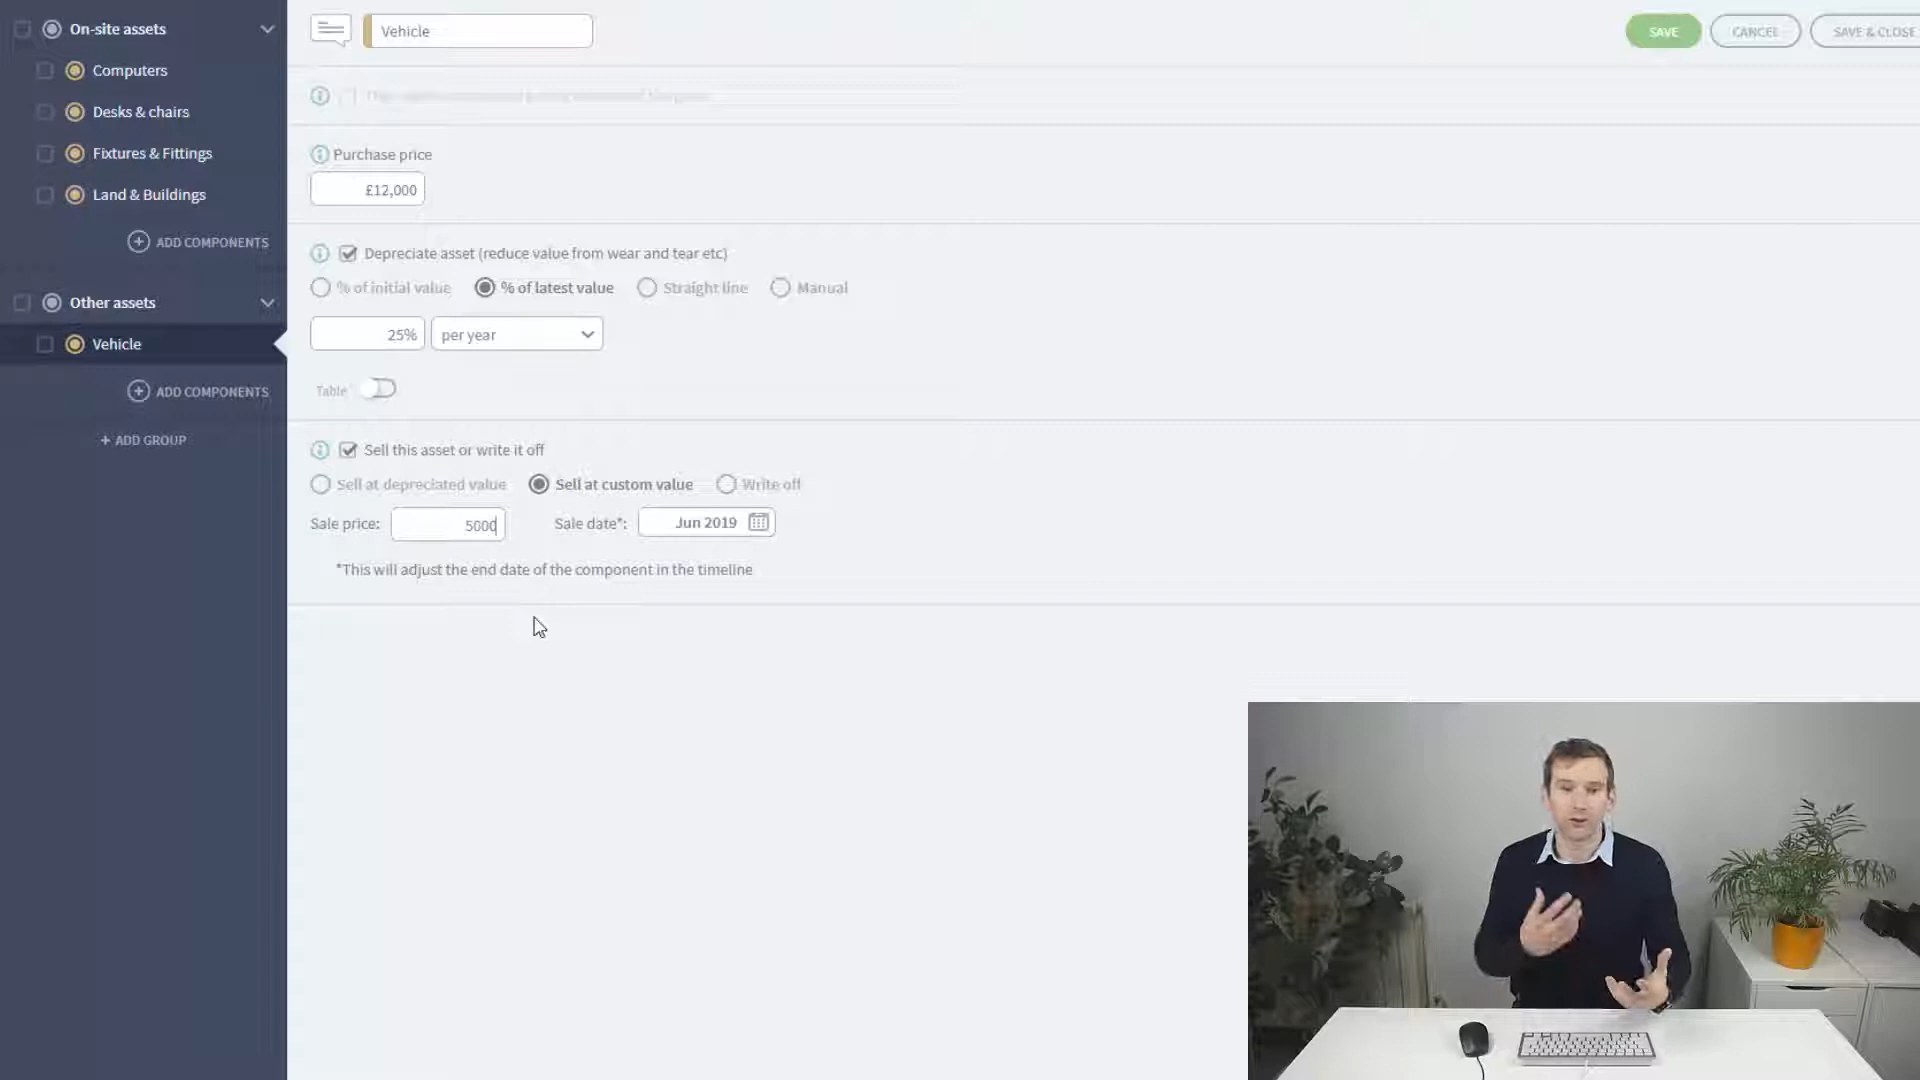 On-site assets
Computers
Desks & chairs
Fixtures & Fittings
Land & Buildings
ADD COMPONENTS
Other assets
Vehicle
ADD COMPONENTS
+ ADD GROUP
Vehicle
SAVE
CANCEL
SAVE & CLOSE
Purchase price
£12,000
Depreciate asset (reduce value from wear and tear etc)
% of initial value
% of latest value
Straight line
Manual
25%
per year
Table
Sell this asset or write it off
Sell at depreciated value
Sell at custom value
Write off
Sale price:
5000
Sale date*:
Jun 2019
*This will adjust the end date of the component in the timeline